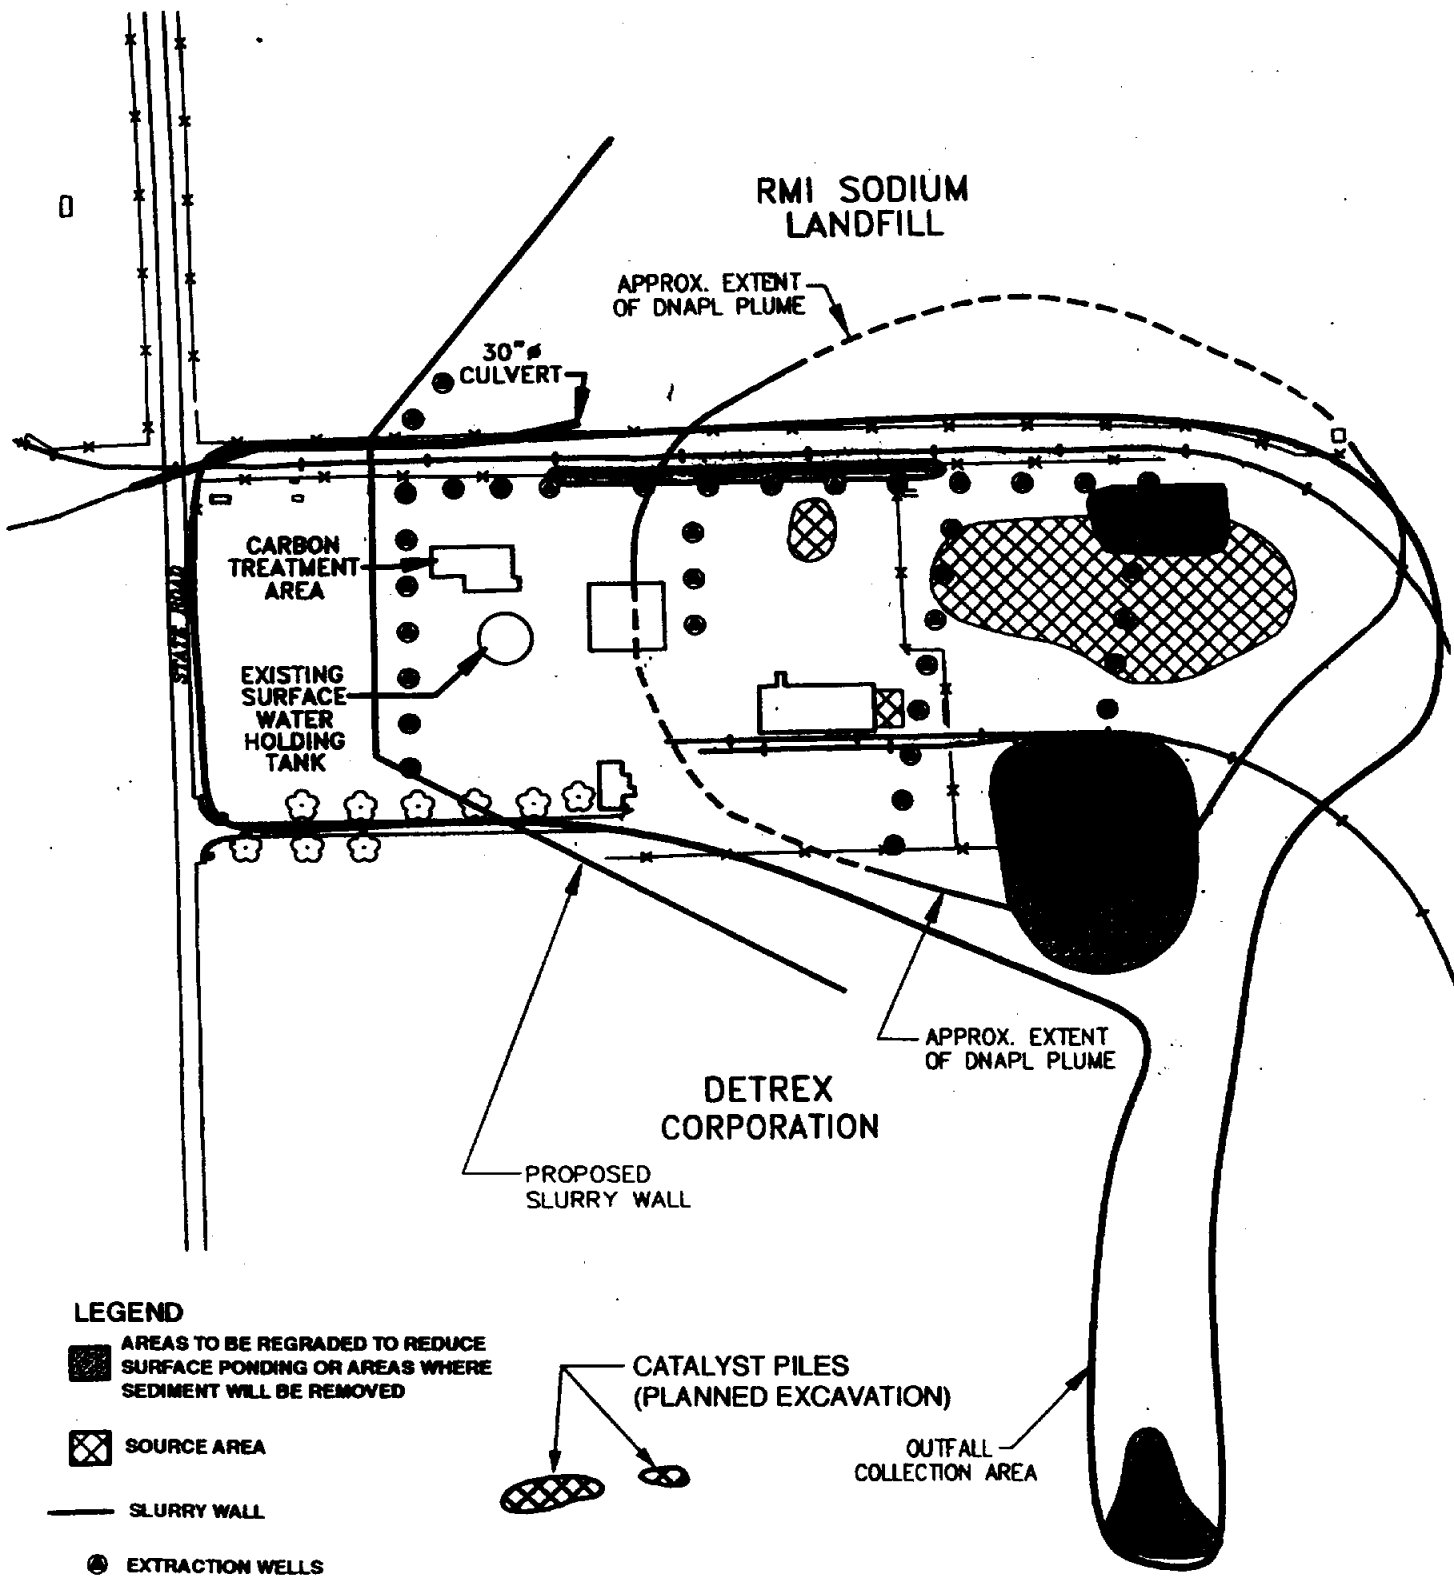 RMI SODIUM
LANDFILL
APPROX. EXTENT
OF DNAPL PLUME
30"ø
CULVERT
CARBON
TREATMENT
AREA
STATE ROAD
EXISTING
SURFACE
WATER
HOLDING
TANK
APPROX. EXTENT
OF DNAPL PLUME
DETREX
CORPORATION
PROPOSED
SLURRY WALL
LEGEND
AREAS TO BE REGRADED TO REDUCE
SURFACE PONDING OR AREAS WHERE
SEDIMENT WILL BE REMOVED
SOURCE AREA
SLURRY WALL
EXTRACTION WELLS
CATALYST PILES
(PLANNED EXCAVATION)
OUTFALL
COLLECTION AREA